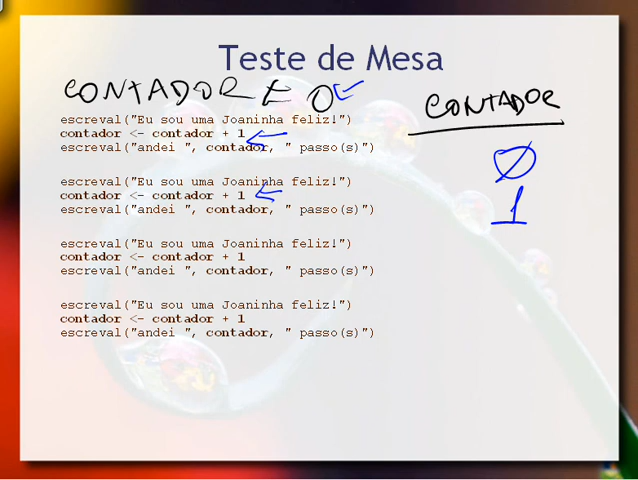 Teste de Mesa
CONTADOR E 0
escreval("Eu sou uma Joaninha feliz!")
contador <- contador + 1
escreval("andei ", contador, " passo(s)")
escreval("Eu sou uma Joaninha feliz!")
contador <- contador + 1
escreval("andei ", contador, " passo(s)")
escreval("Eu sou uma Joaninha feliz!")
contador <- contador + 1
escreval("andei ", contador, " passo(s)")
escreval("Eu sou uma Joaninha feliz!")
contador <- contador + 1
escreval("andei ", contador, " passo(s)")
CONTADOR
0
1